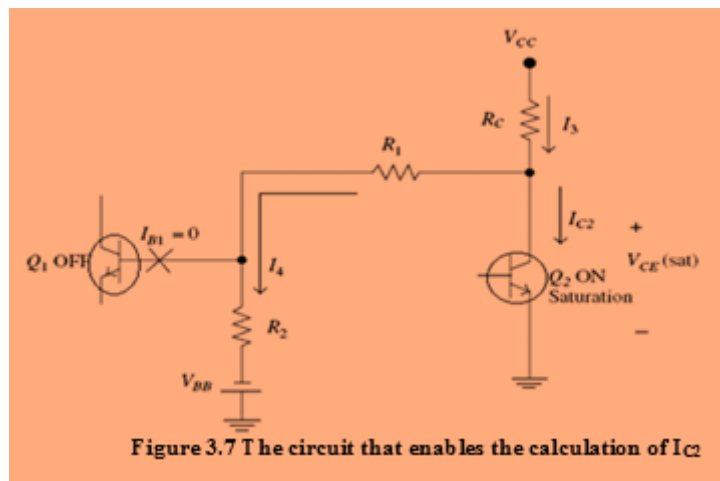 VCC
RC
I3
R1
IB1 = 0
IC2
+
Q1 OFF
I4
VCE (sat)
Q2 ON
Saturation
R2
−
VBB
Figure 3.7 The circuit that enables the calculation of IC2